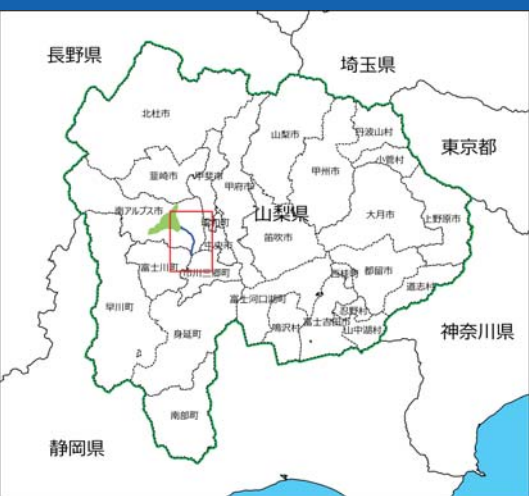 長野県
埼玉県
北杜市
山梨市
丹波山村
東京都
小菅村
韮崎市
甲斐市
甲府市
甲州市
南アルプス市
昭和町
山梨県
大月市
上野原市
中央市
笛吹市
富士川町
市川三郷町
西桂町
都留市
道志村
早川町
富士河口湖町
忍野村
鳴沢村
富士吉田市
山中湖村
身延町
神奈川県
南部町
静岡県